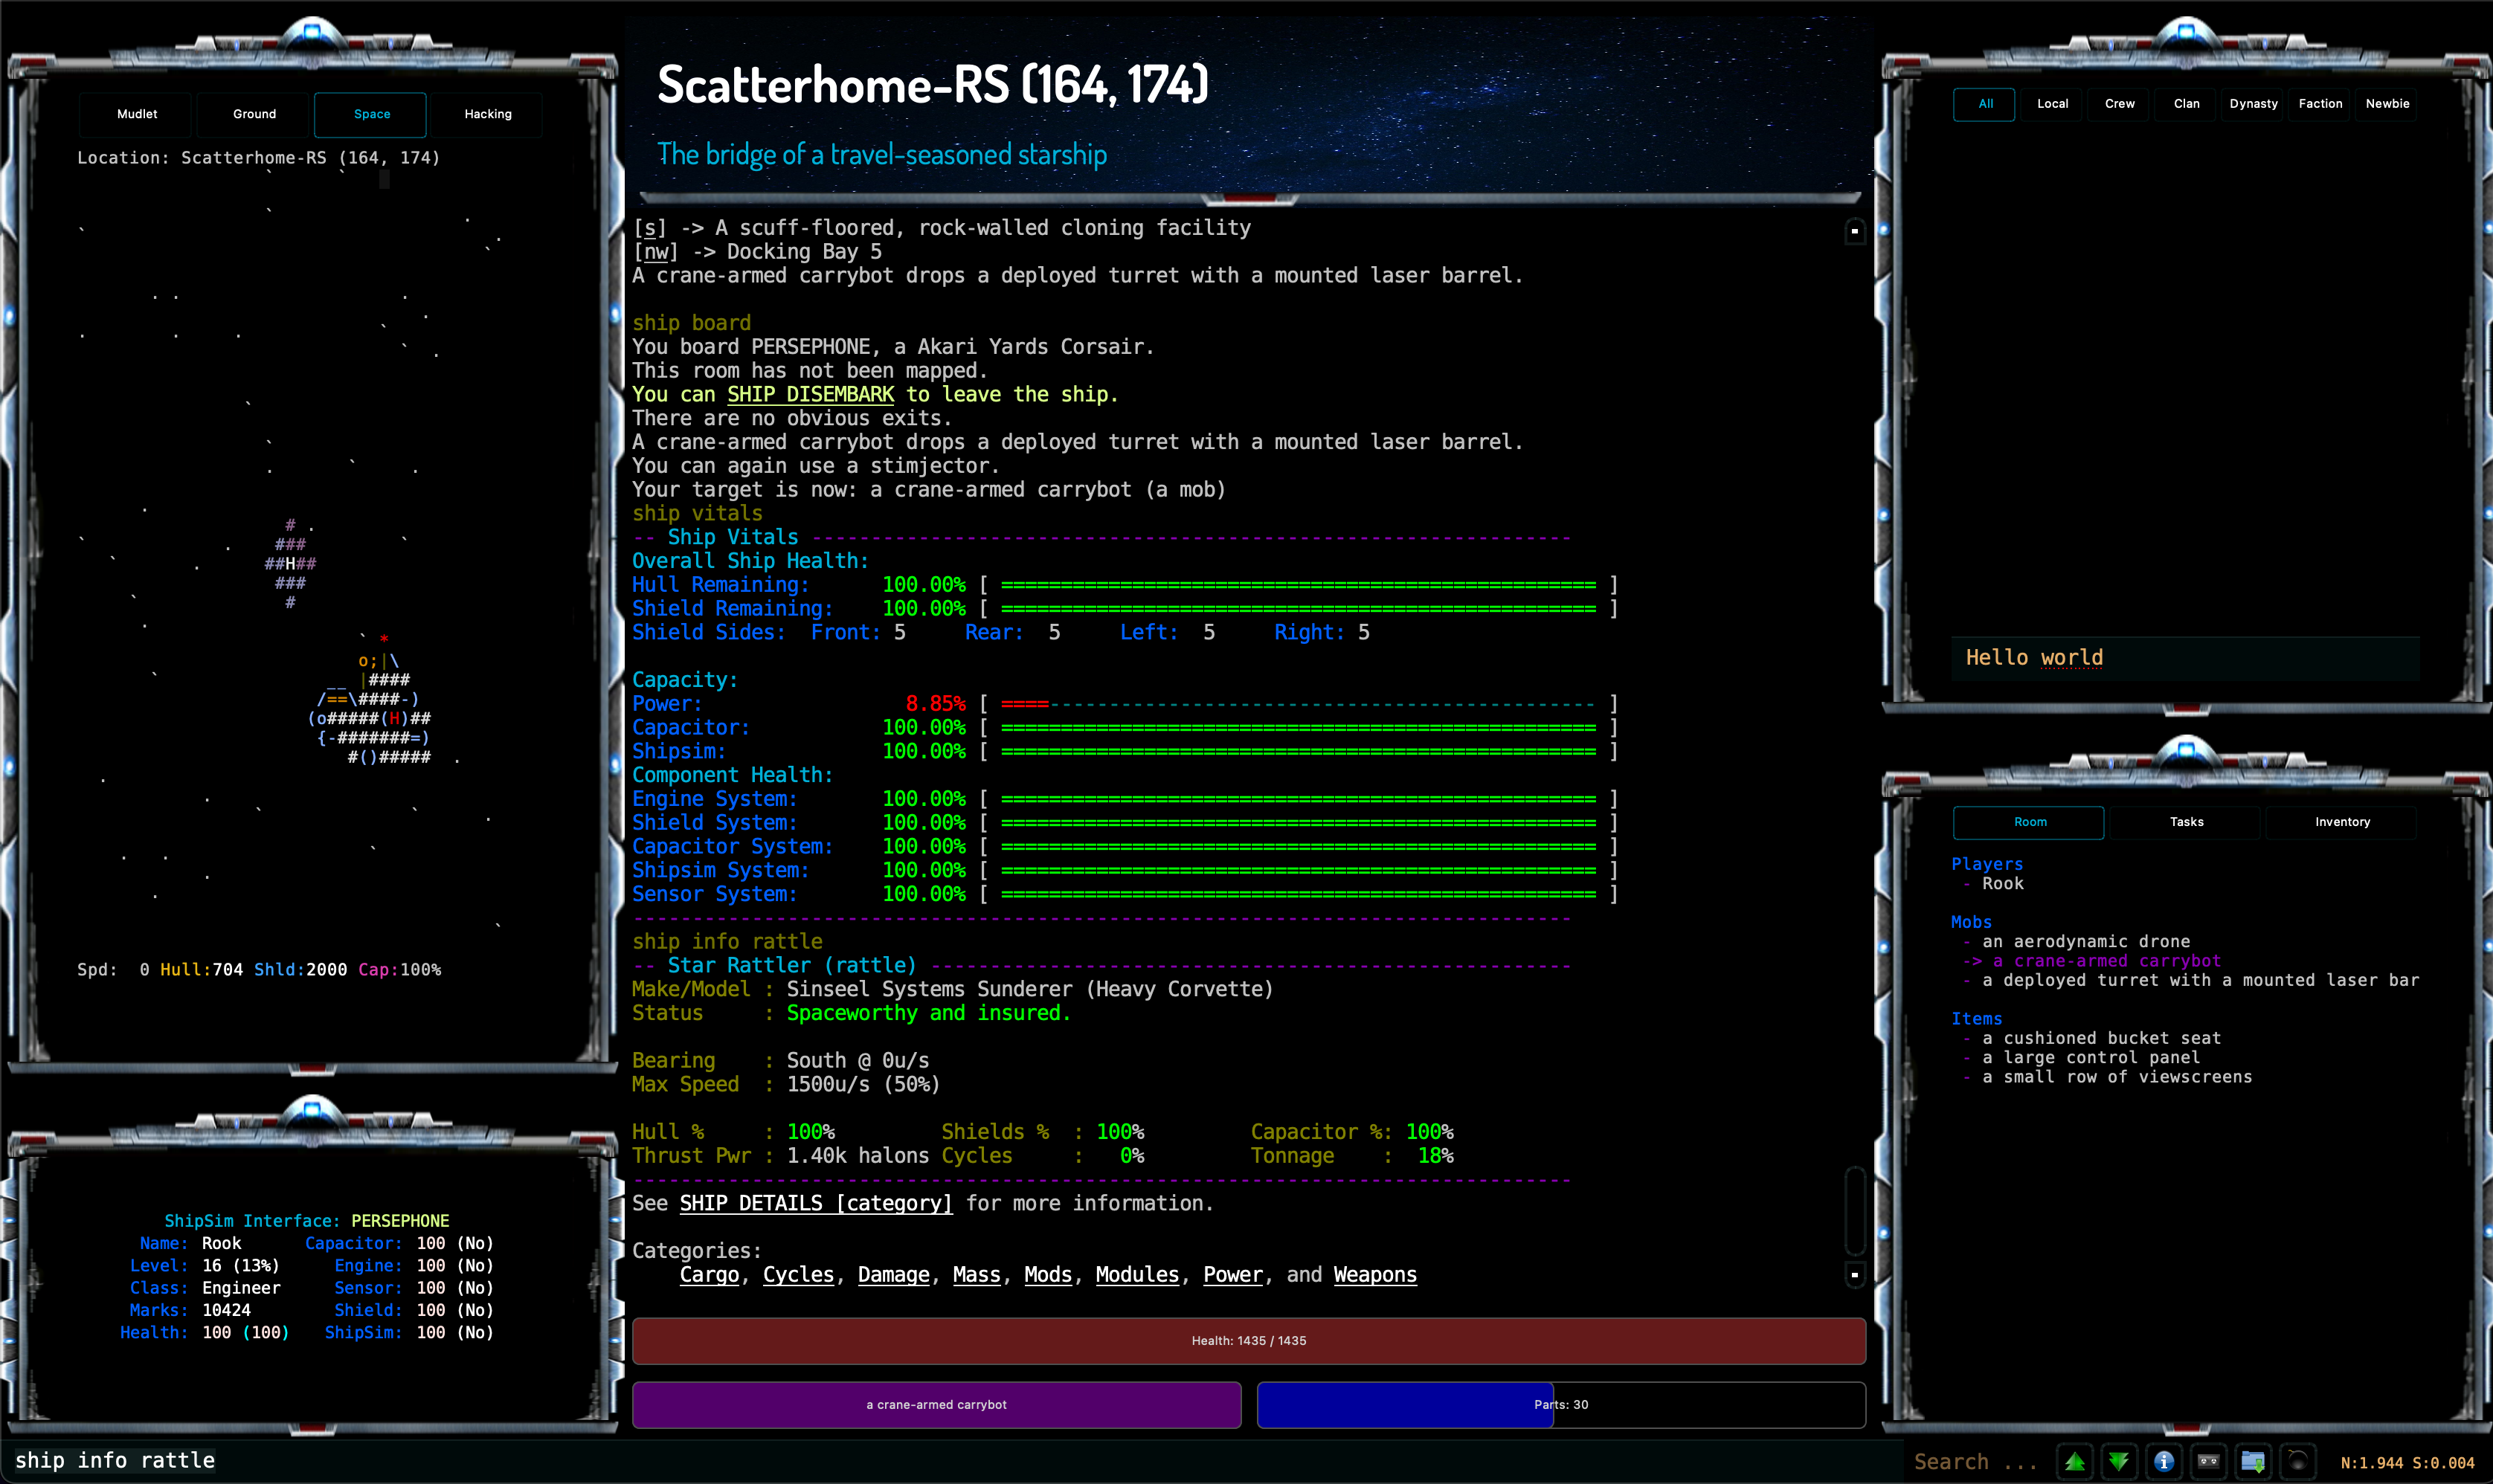 Mudlet Ground Space Hacking
Location: Scatterhome-RS (164, 174)
#
###
##H##
###
#
*
o;|\
__ |####
/==\####-)
(o#####(H)##
{-#######=)
#()#####
Spd: 0 Hull:704 Shld:2000 Cap:100%
ShipSim Interface: PERSEPHONE
Name: Rook Capacitor: 100 (No)
Level: 16 (13%) Engine: 100 (No)
Class: Engineer Sensor: 100 (No)
Marks: 10424 Shield: 100 (No)
Health: 100 (100) ShipSim: 100 (No)
Scatterhome-RS (164, 174)
The bridge of a travel-seasoned starship
[s] -> A scuff-floored, rock-walled cloning facility
[nw] -> Docking Bay 5
A crane-armed carrybot drops a deployed turret with a mounted laser barrel.
ship board
You board PERSEPHONE, a Akari Yards Corsair.
This room has not been mapped.
You can SHIP DISEMBARK to leave the ship.
There are no obvious exits.
A crane-armed carrybot drops a deployed turret with a mounted laser barrel.
You can again use a stimjector.
Your target is now: a crane-armed carrybot (a mob)
ship vitals
-- Ship Vitals ----------------------------------------------------------------
Overall Ship Health:
Hull Remaining: 100.00% [ ================================================== ]
Shield Remaining: 100.00% [ ================================================== ]
Shield Sides: Front: 5 Rear: 5 Left: 5 Right: 5
Capacity:
Power: 8.85% [ ====---------------------------------------------- ]
Capacitor: 100.00% [ ================================================== ]
Shipsim: 100.00% [ ================================================== ]
Component Health:
Engine System: 100.00% [ ================================================== ]
Shield System: 100.00% [ ================================================== ]
Capacitor System: 100.00% [ ================================================== ]
Shipsim System: 100.00% [ ================================================== ]
Sensor System: 100.00% [ ================================================== ]
-------------------------------------------------------------------------------
ship info rattle
-- Star Rattler (rattle) ------------------------------------------------------
Make/Model : Sinseel Systems Sunderer (Heavy Corvette)
Status : Spaceworthy and insured.
Bearing : South @ 0u/s
Max Speed : 1500u/s (50%)
Hull % : 100% Shields % : 100% Capacitor %: 100%
Thrust Pwr : 1.40k halons Cycles : 0% Tonnage : 18%
-------------------------------------------------------------------------------
See SHIP DETAILS [category] for more information.
Categories:
Cargo, Cycles, Damage, Mass, Mods, Modules, Power, and Weapons
Health: 1435 / 1435
a crane-armed carrybot Parts: 30
All Local Crew Clan Dynasty Faction Newbie
Hello world
Room Tasks Inventory
Players
- Rook
Mobs
- an aerodynamic drone
-> a crane-armed carrybot
- a deployed turret with a mounted laser bar
Items
- a cushioned bucket seat
- a large control panel
- a small row of viewscreens
ship info rattle
Search ...
N:1.944 S:0.004